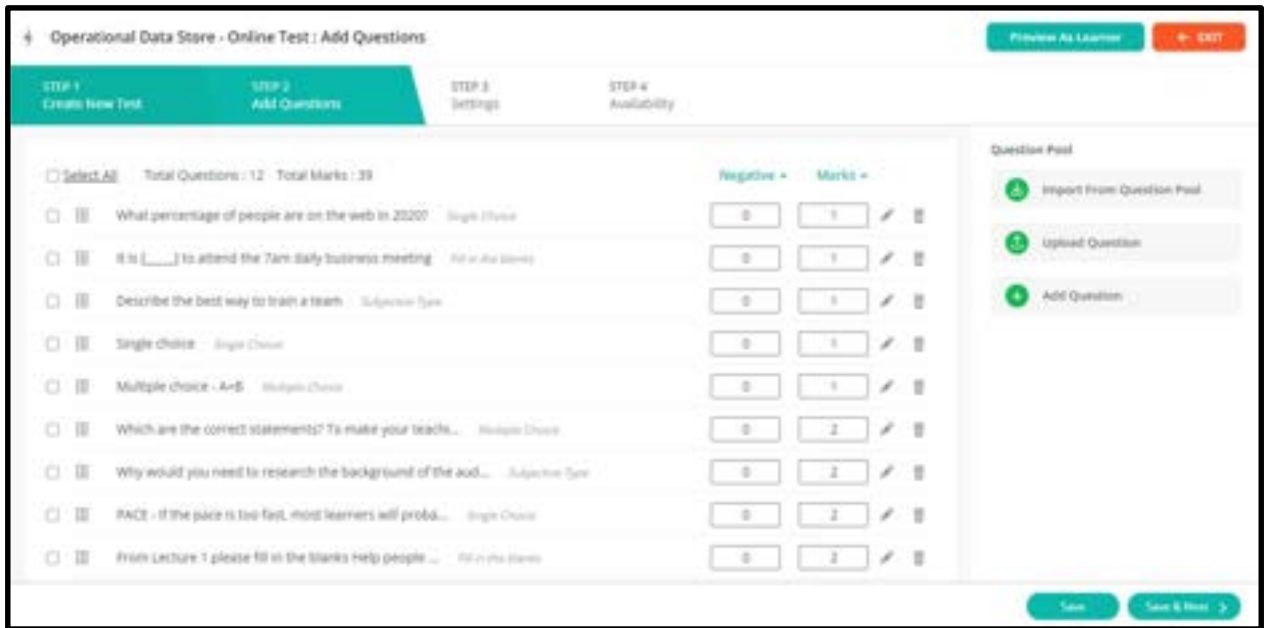 Operational Data Store - Online Test : Add Questions
Preview As Learner
← EXIT
STEP 1
Create New Test
STEP 2
Add Questions
STEP 3
Settings
STEP 4
Availability
Select All Total Questions : 12 Total Marks : 39 Negative Marks
What percentage of people are on the web in 2020? Single Choice 0 1
It is [____] to attend the 7am daily business meeting Fill in the blanks 0 1
Describe the best way to train a team Subjective Type 0 1
Single choice Single Choice 0 1
Multiple choice - A+B Multiple Choice 0 1
Which are the correct statements? To make your teachi... Multiple Choice 0 2
Why would you need to research the background of the aud... Subjective Type 0 2
PACE - If the pace is too fast, most learners will proba... Single Choice 0 2
From Lecture 1 please fill in the blanks Help people ... Fill in the blanks 0 2
Question Pool
Import From Question Pool
Upload Question
Add Question
Save
Save & Next >